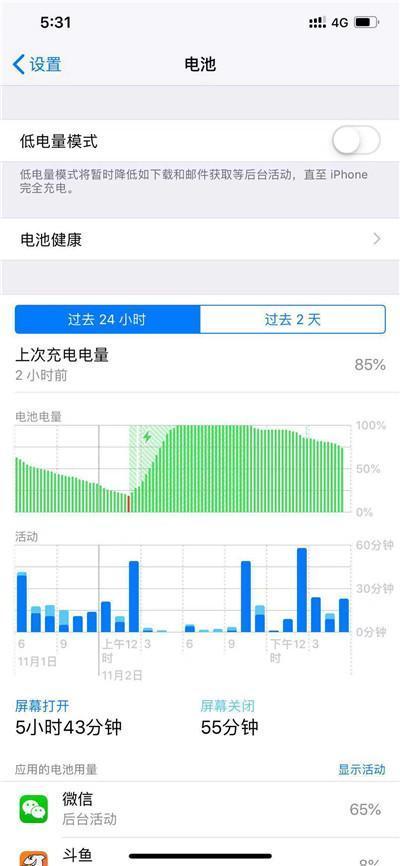 5:31
4G
设置
电池
低电量模式
低电量模式将暂时降低如下载和邮件获取等后台活动，直至 iPhone
完全充电。
电池健康
过去 24 小时
过去 2 天
上次充电电量
2 小时前
85%
电池电量
100%
50%
0%
活动
60分钟
30分钟
0分钟
6
9
上午12时
3
6
9
下午12时
3
11月1日
11月2日
屏幕打开
屏幕关闭
5小时43分钟
55分钟
应用的电池用量
显示活动
微信
后台活动
65%
斗鱼
8%